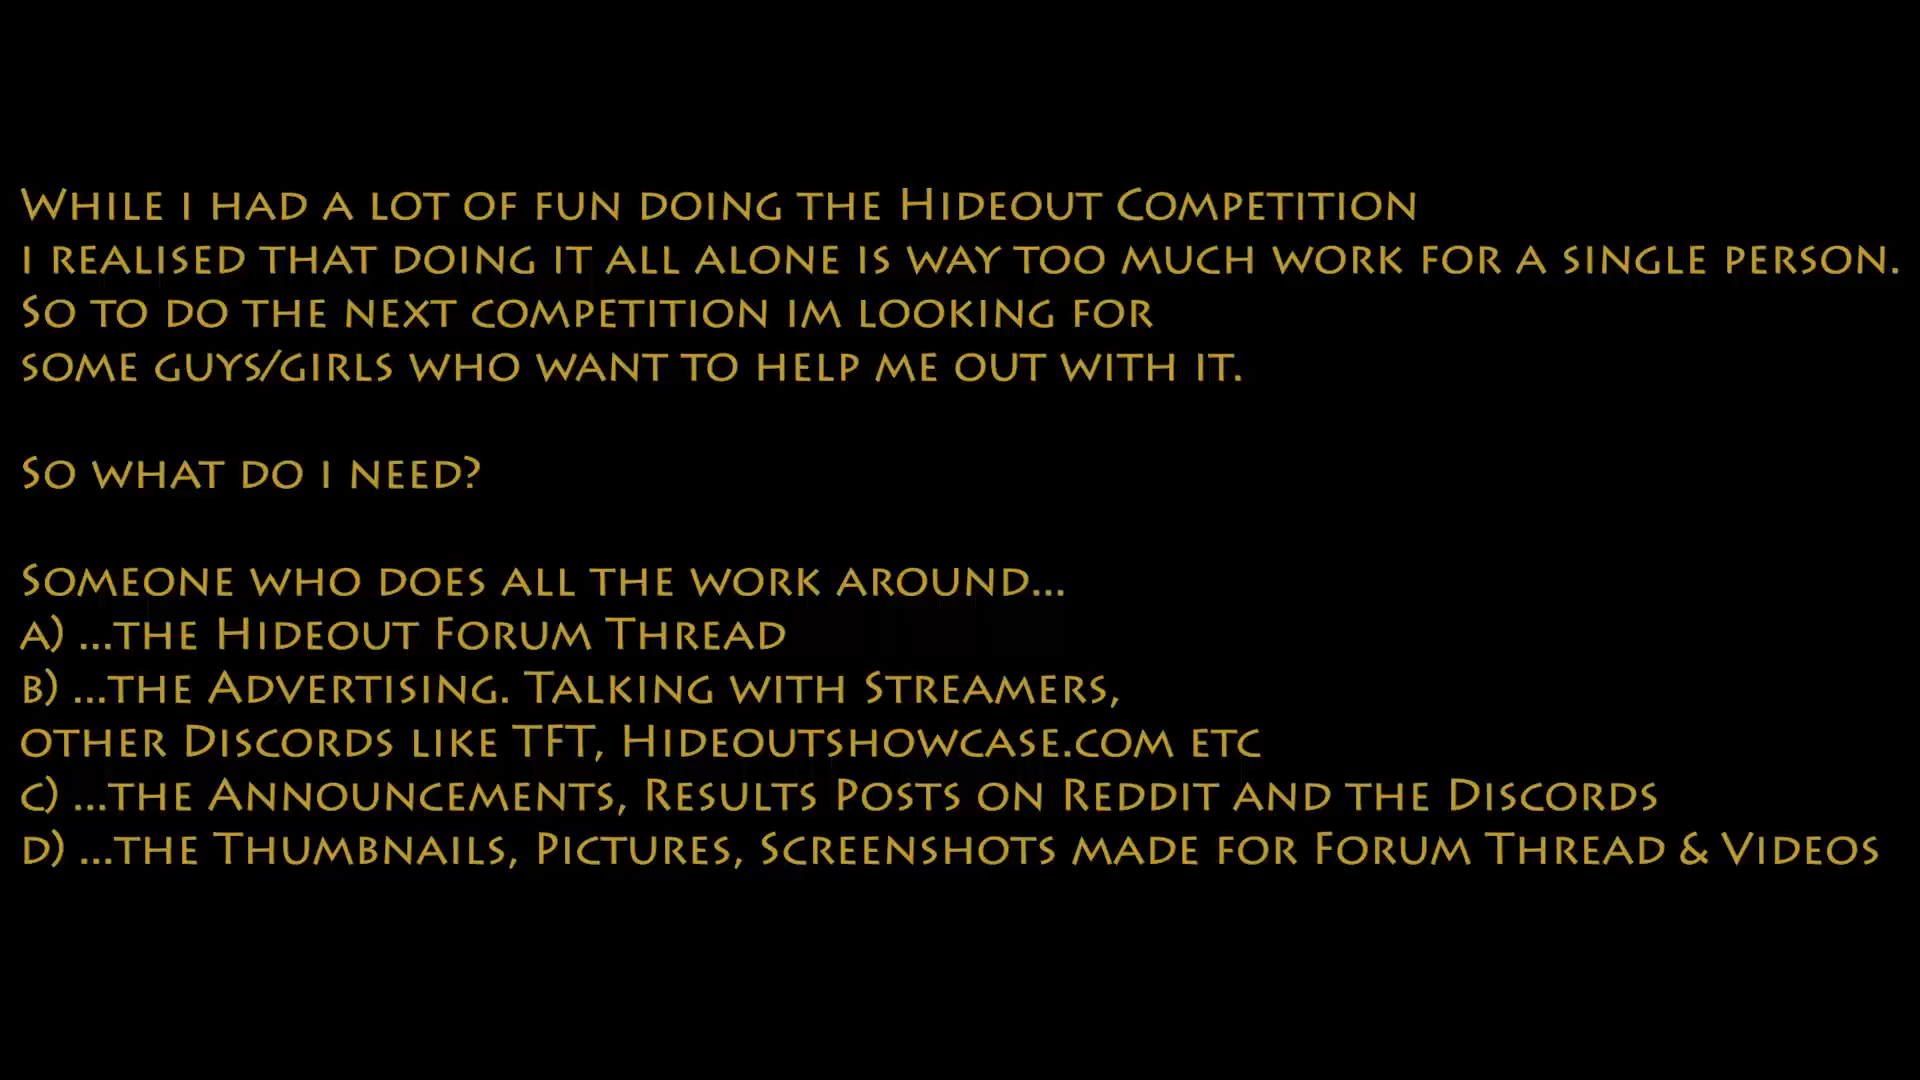 While i had a lot of fun doing the Hideout Competition
i realised that doing it all alone is way too much work for a single person.
So to do the next competition im looking for
some guys/girls who want to help me out with it.
So what do i need?
Someone who does all the work around...
a) ...the Hideout Forum Thread
b) ...the Advertising. Talking with Streamers,
other Discords like TFT, Hideoutshowcase.com etc
c) ...the Announcements, Results Posts on Reddit and the Discords
d) ...the Thumbnails, Pictures, Screenshots made for Forum Thread & Videos